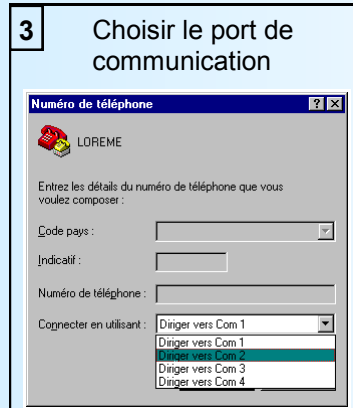 3
Choisir le port de
communication
Numéro de téléphone
LOREME
Entrez les détails du numéro de téléphone que vous
voulez composer :
Code pays :
Indicatif :
Numéro de téléphone :
Connecter en utilisant : Diriger vers Com 1
Diriger vers Com 1
Diriger vers Com 2
Diriger vers Com 3
Diriger vers Com 4